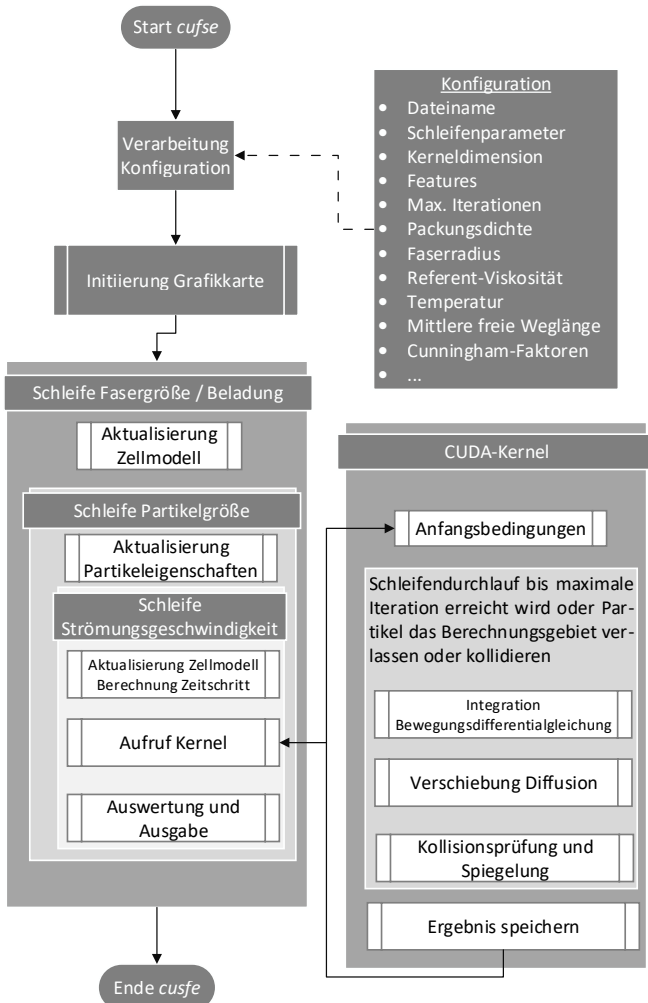 Start cufse
Verarbeitung
Konfiguration
Initiierung Grafikkarte
Konfiguration
• Dateiname
• Schleifenparameter
• Kerneldimension
• Features
• Max. Iterationen
• Packungsdichte
• Faserradius
• Referent-Viskosität
• Temperatur
• Mittlere freie Weglänge
• Cunningham-Faktoren
• ...
Schleife Fasergröße / Beladung
Aktualisierung
Zellmodell
Schleife Partikelgröße
Aktualisierung
Partikeleigenschaften
Schleife
Strömungsgeschwindigkeit
Aktualisierung Zellmodell
Berechnung Zeitschritt
Aufruf Kernel
Auswertung und
Ausgabe
CUDA-Kernel
Anfangsbedingungen
Schleifendurchlauf bis maximale
Iteration erreicht wird oder Par-
tikel das Berechnungsgebiet ver-
lassen oder kollidieren
Integration
Bewegungsdifferentialgleichung
Verschiebung Diffusion
Kollisionsprüfung und
Spiegelung
Ergebnis speichern
Ende cusfe